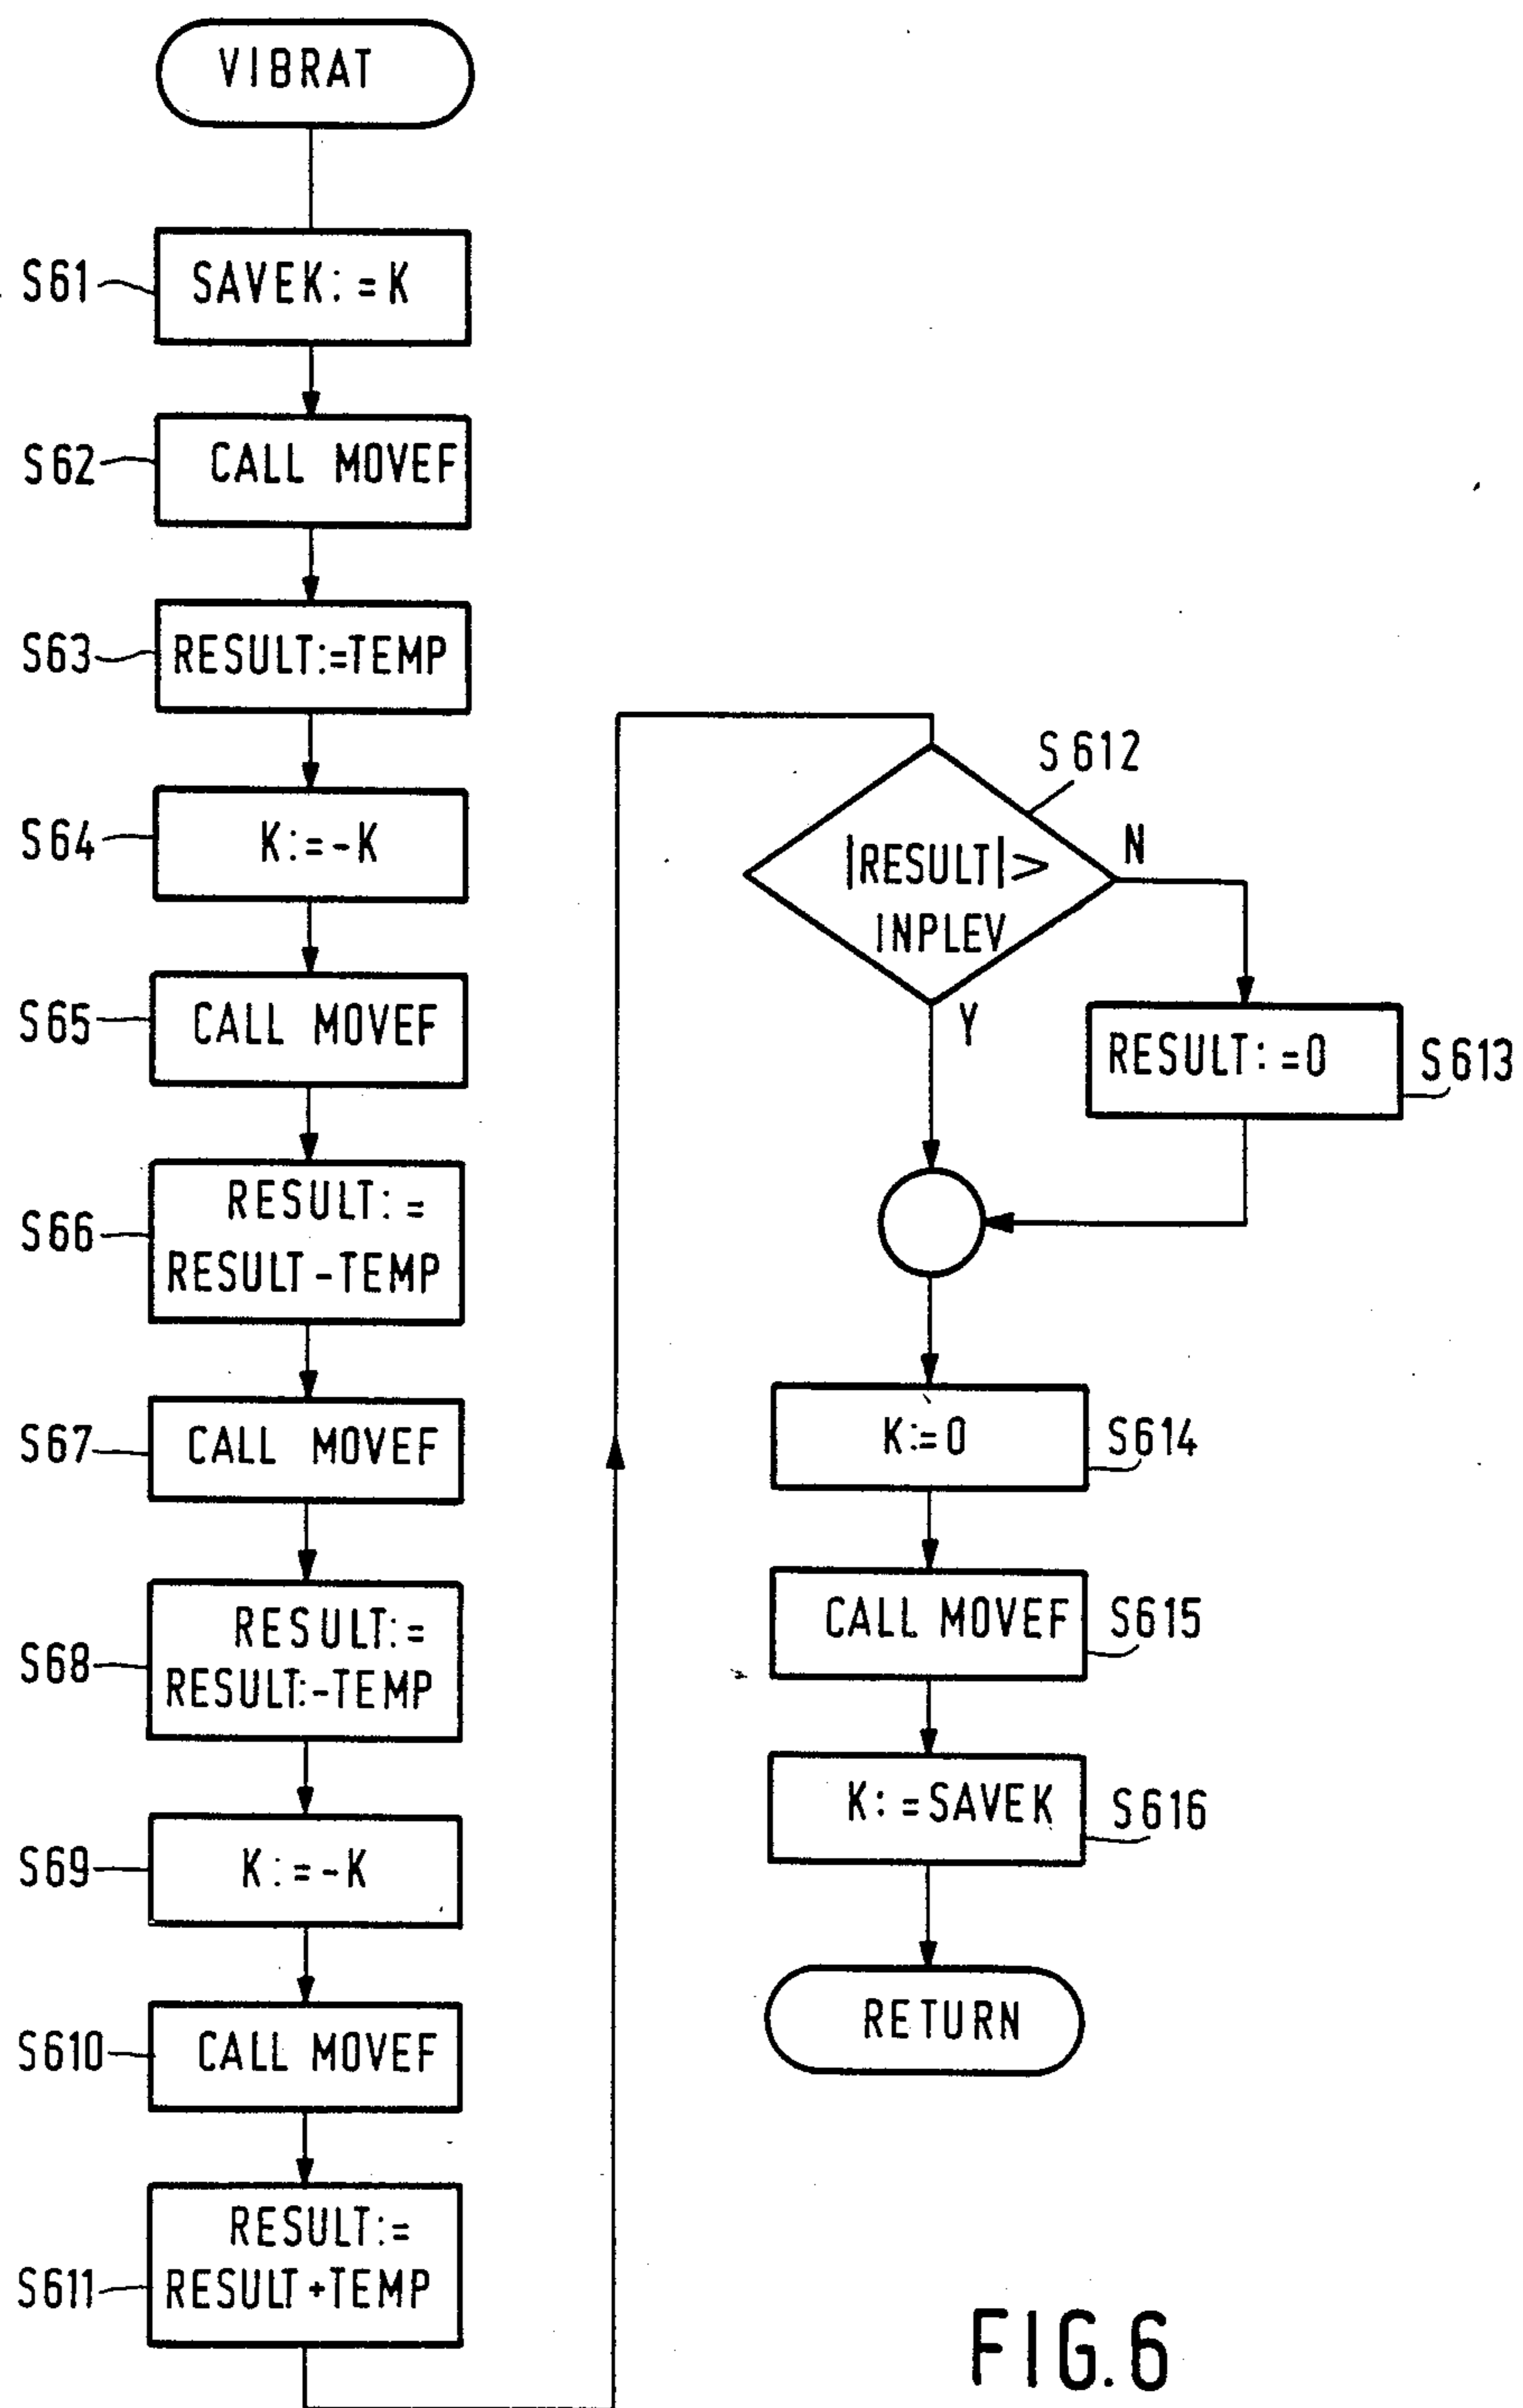 VIBRAT
S61
SAVEK:=K
S62
CALL MOVEF
S63
RESULT:=TEMP
S64
K:=-K
S65
CALL MOVEF
S66
RESULT:=
RESULT-TEMP
S67
CALL MOVEF
S68
RESULT:=
RESULT:-TEMP
S69
K:=-K
S610
CALL MOVEF
S611
RESULT:=
RESULT+TEMP
S612
|RESULT|>
INPLEV
N
Y
RESULT:=0
S613
K:=0
S614
CALL MOVEF
S615
K:=SAVEK
S616
RETURN
FIG.6